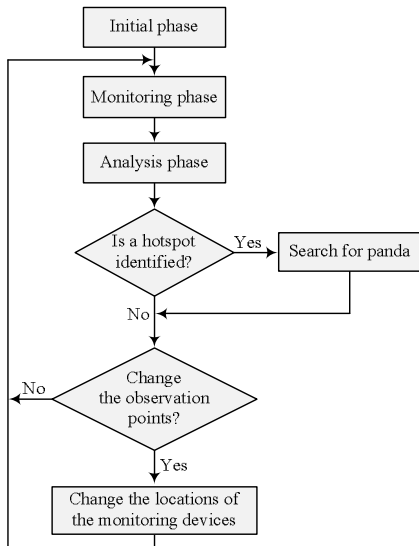 Initial phase
Monitoring phase
Analysis phase
Is a hotspot
identified?
Yes
Search for panda
No
Change
the observation
points?
No
Yes
Change the locations of
the monitoring devices